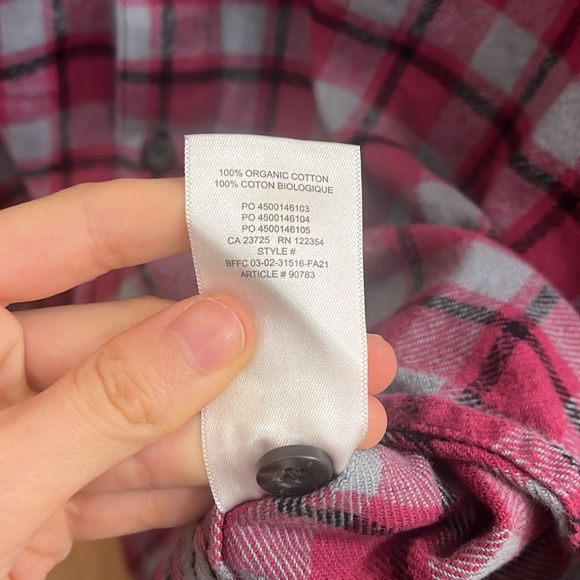 100% ORGANIC COTTON
100% COTON BIOLOGIQUE
PO 4500146103
PO 4500146104
PO 4500146105
CA 23725 RN 122354
STYLE #
BFFC 03-02-31516-FA21
ARTICLE # 90783